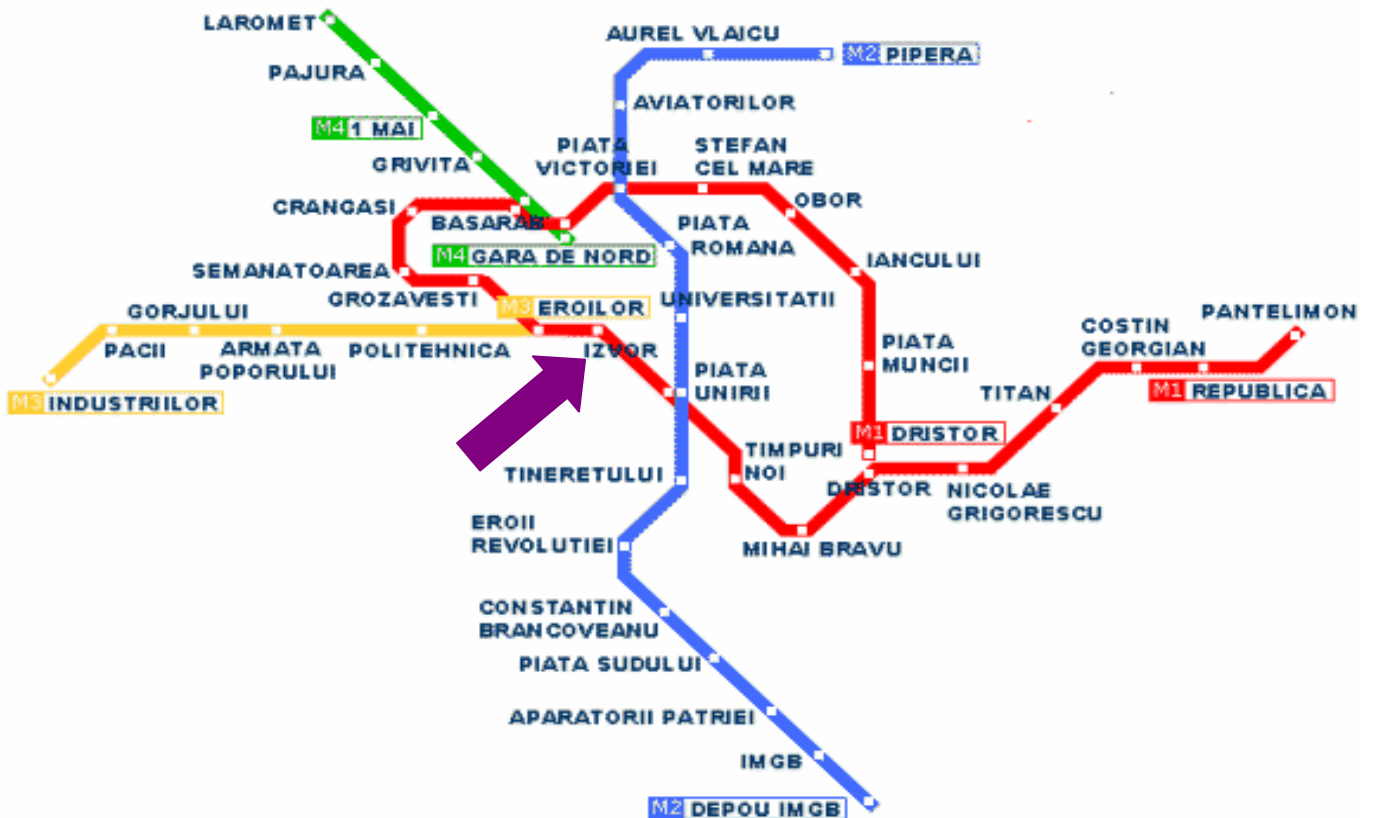 LAROMET
AUREL VLAICU
M2 PIPERA
PAJURA
AVIATORILOR
M4 1 MAI
PIATA
VICTORIEI
STEFAN
CEL MARE
GRIVITA
OBOR
CRANGASI
BASARAB
PIATA
ROMANA
M4 GARA DE NORD
IANCULUI
SEMANATOAREA
GROZAVESTI
M3 EROILOR
UNIVERSITATII
GORJULUI
PANTELIMON
COSTIN
GEORGIAN
PACII
ARMATA
POPORULUI
POLITEHNICA
IZVOR
PIATA
MUNCII
PIATA
UNIRII
M1 REPUBLICA
TITAN
M3 INDUSTRIILOR
M1 DRISTOR
TIMPURI
NOI
TINERETULUI
DRISTOR
NICOLAE
GRIGORESCU
EROII
REVOLUTIEI
MIHAI BRAVU
CONSTANTIN
BRANCOVEANU
PIATA SUDULUI
APARATORII PATRIEI
IMGB
M2 DEPOU IMGB